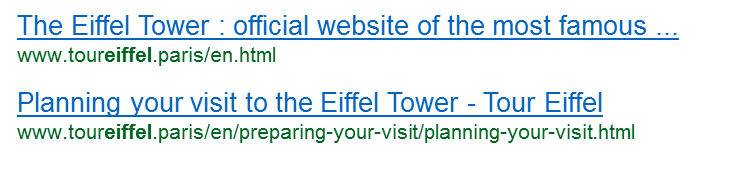 The Eiffel Tower : official website of the most famous ...
www.toureiffel.paris/en.html
Planning your visit to the Eiffel Tower - Tour Eiffel
www.toureiffel.paris/en/preparing-your-visit/planning-your-visit.html